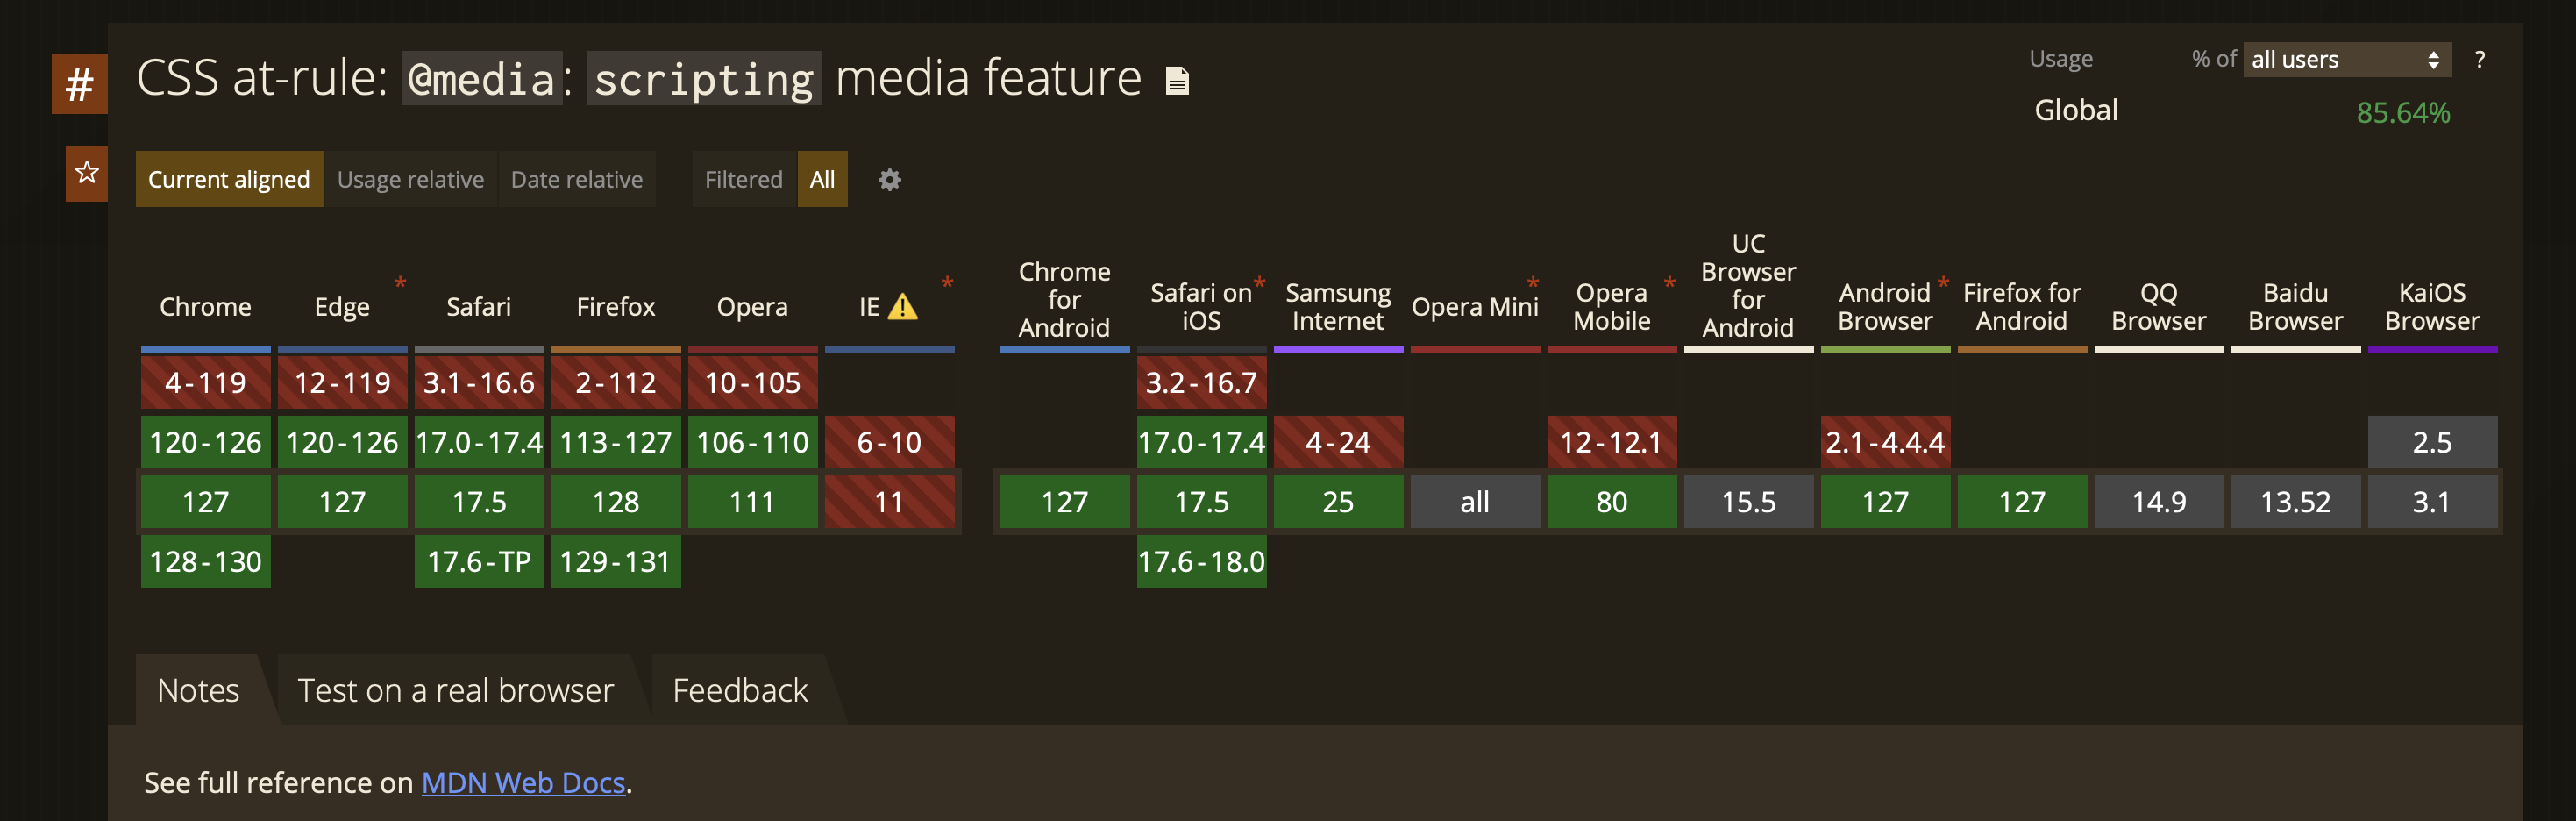 #
CSS at-rule: @media: scripting media feature
Usage % of all users ?
Global 85.64%
Current aligned Usage relative Date relative Filtered All
Chrome Edge * Safari Firefox Opera IE ⚠️ * Chrome for Android Safari on iOS * Samsung Internet Opera Mini * Opera Mobile * UC Browser for Android Android Browser * Firefox for Android QQ Browser Baidu Browser KaiOS Browser
4-119 12-119 3.1-16.6 2-112 10-105 3.2-16.7
120-126 120-126 17.0-17.4 113-127 106-110 6-10 17.0-17.4 4-24 12-12.1 2.1-4.4.4 2.5
127 127 17.5 128 111 11 127 17.5 25 all 80 15.5 127 127 14.9 13.52 3.1
128-130 17.6-TP 129-131 17.6-18.0
Notes Test on a real browser Feedback
See full reference on MDN Web Docs.